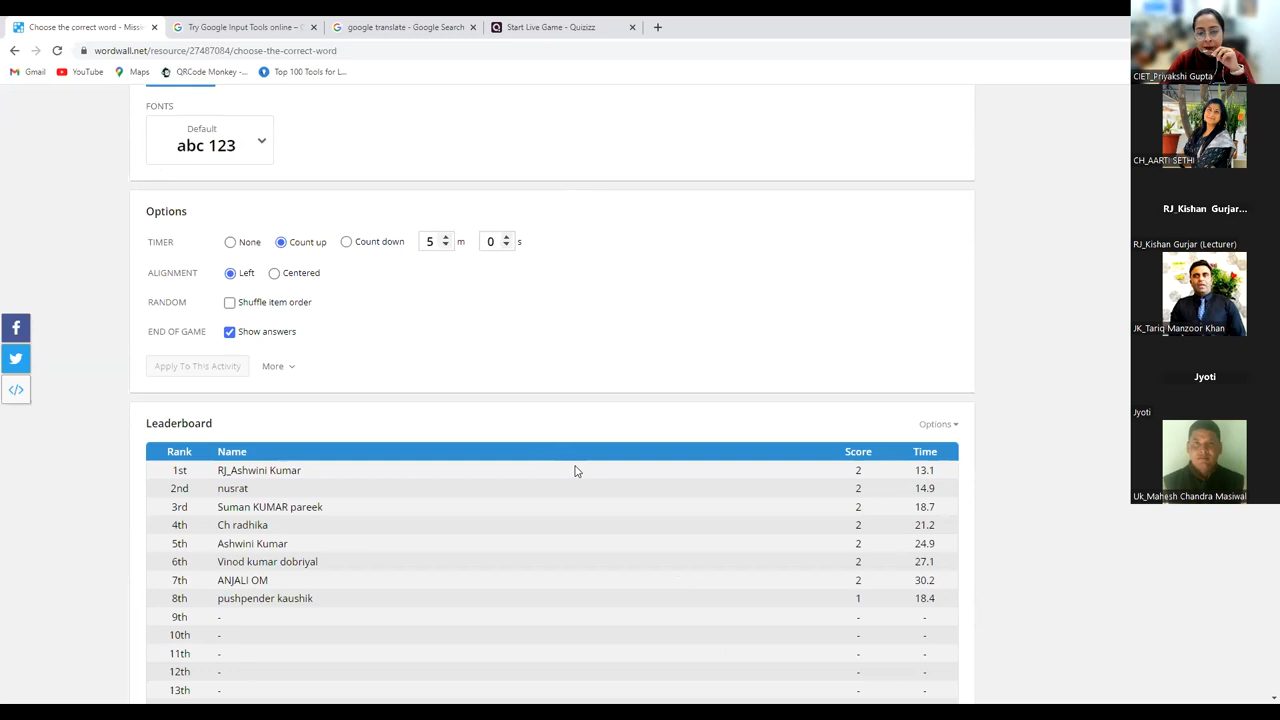 Choose the correct word - Missi
Try Google Input Tools online –
google translate - Google Search
Start Live Game - Quizizz
wordwall.net/resource/27487084/choose-the-correct-word
Gmail
YouTube
Maps
QRCode Monkey -...
Top 100 Tools for L...
FONTS
Default
abc 123
Options
TIMER
None
Count up
Count down
5 m
0 s
ALIGNMENT
Left
Centered
RANDOM
Shuffle item order
END OF GAME
Show answers
Apply To This Activity
More
Leaderboard
Options
Rank Name Score Time
1st RJ_Ashwini Kumar 2 13.1
2nd nusrat 2 14.9
3rd Suman KUMAR pareek 2 18.7
4th Ch radhika 2 21.2
5th Ashwini Kumar 2 24.9
6th Vinod kumar dobriyal 2 27.1
7th ANJALI OM 2 30.2
8th pushpender kaushik 1 18.4
9th - - -
10th - - -
11th - - -
12th - - -
13th - - -
CIET_Priyakshi Gupta
CH_AARTI SETHI
RJ_Kishan Gurjar...
RJ_Kishan Gurjar (Lecturer)
JK_Tariq Manzoor Khan
Jyoti
Jyoti
Uk_Mahesh Chandra Masiwal